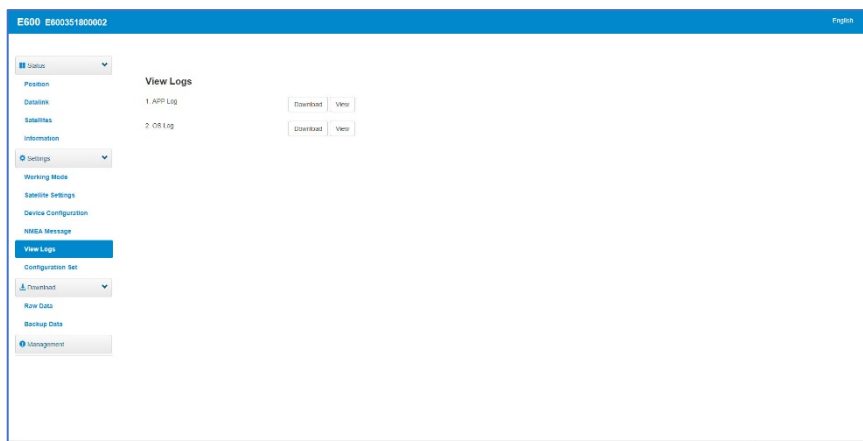 E600 E600351800002
English
Status
Position
Datalink
Satellites
Information
Settings
Working Mode
Satellite Settings
Device Configuration
NMEA Message
View Logs
Configuration Set
Download
Raw Data
Backup Data
Management
View Logs
1. APP Log
Download View
2. OS Log
Download View